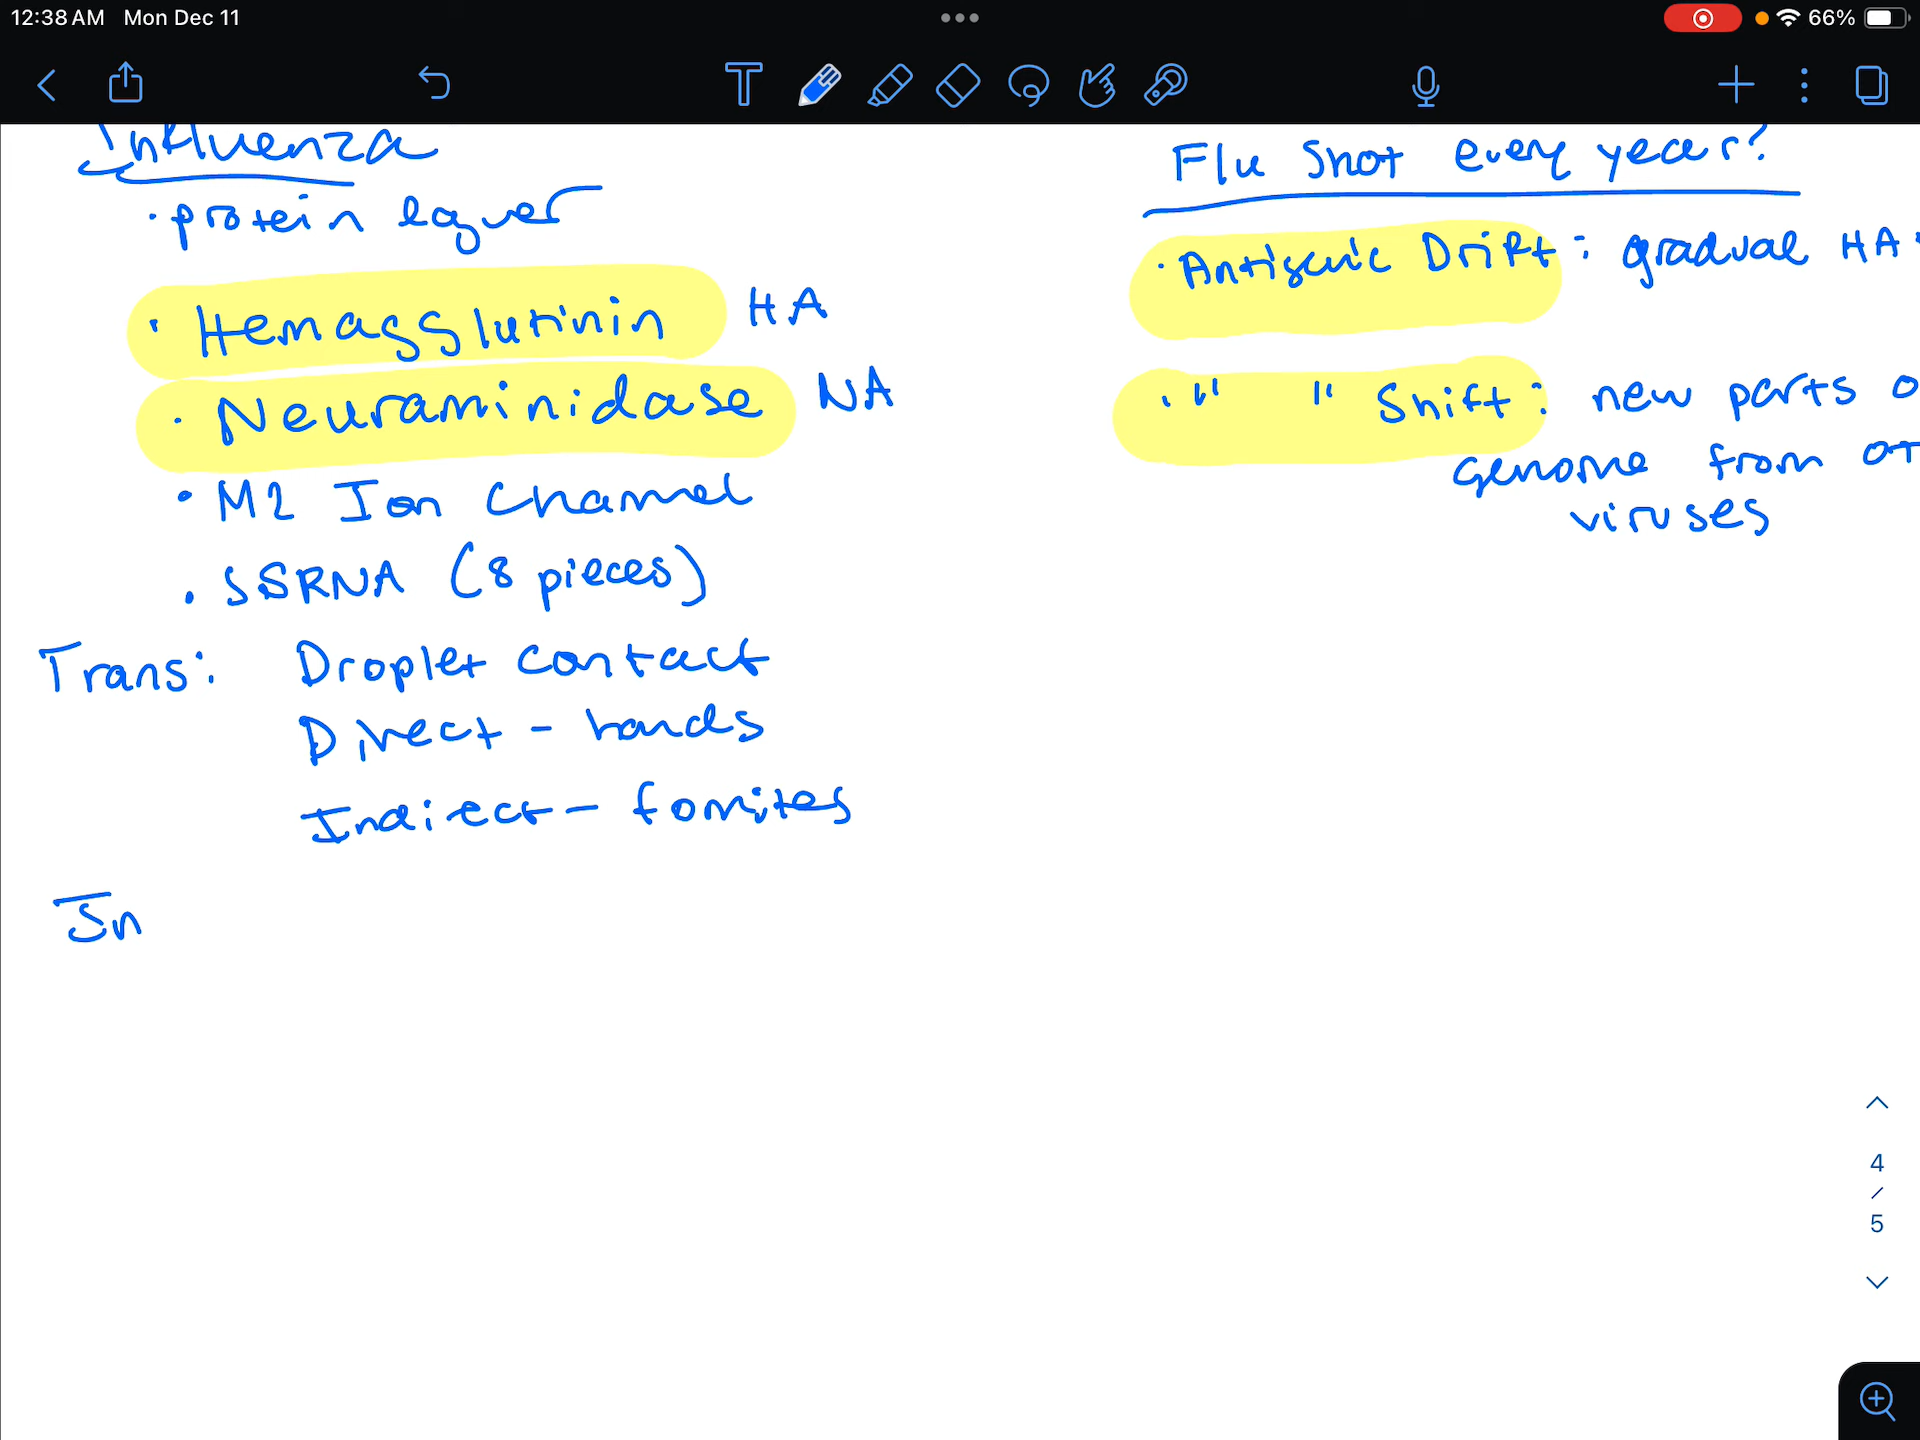 12:38 AM Mon Dec 11
66%
T
Influenza
· protein layer
· Hemagglutinin HA
· Neuraminidase NA
· M2 Ion Channel
· SSRNA (8 pieces)
Trans: Droplet contact
Direct - hands
Indirect - fomites
In
Flu Shot every year?
· Antigenic Drift: gradual HA
· " " Shift: new parts o
genome from ot
viruses
4
/
5